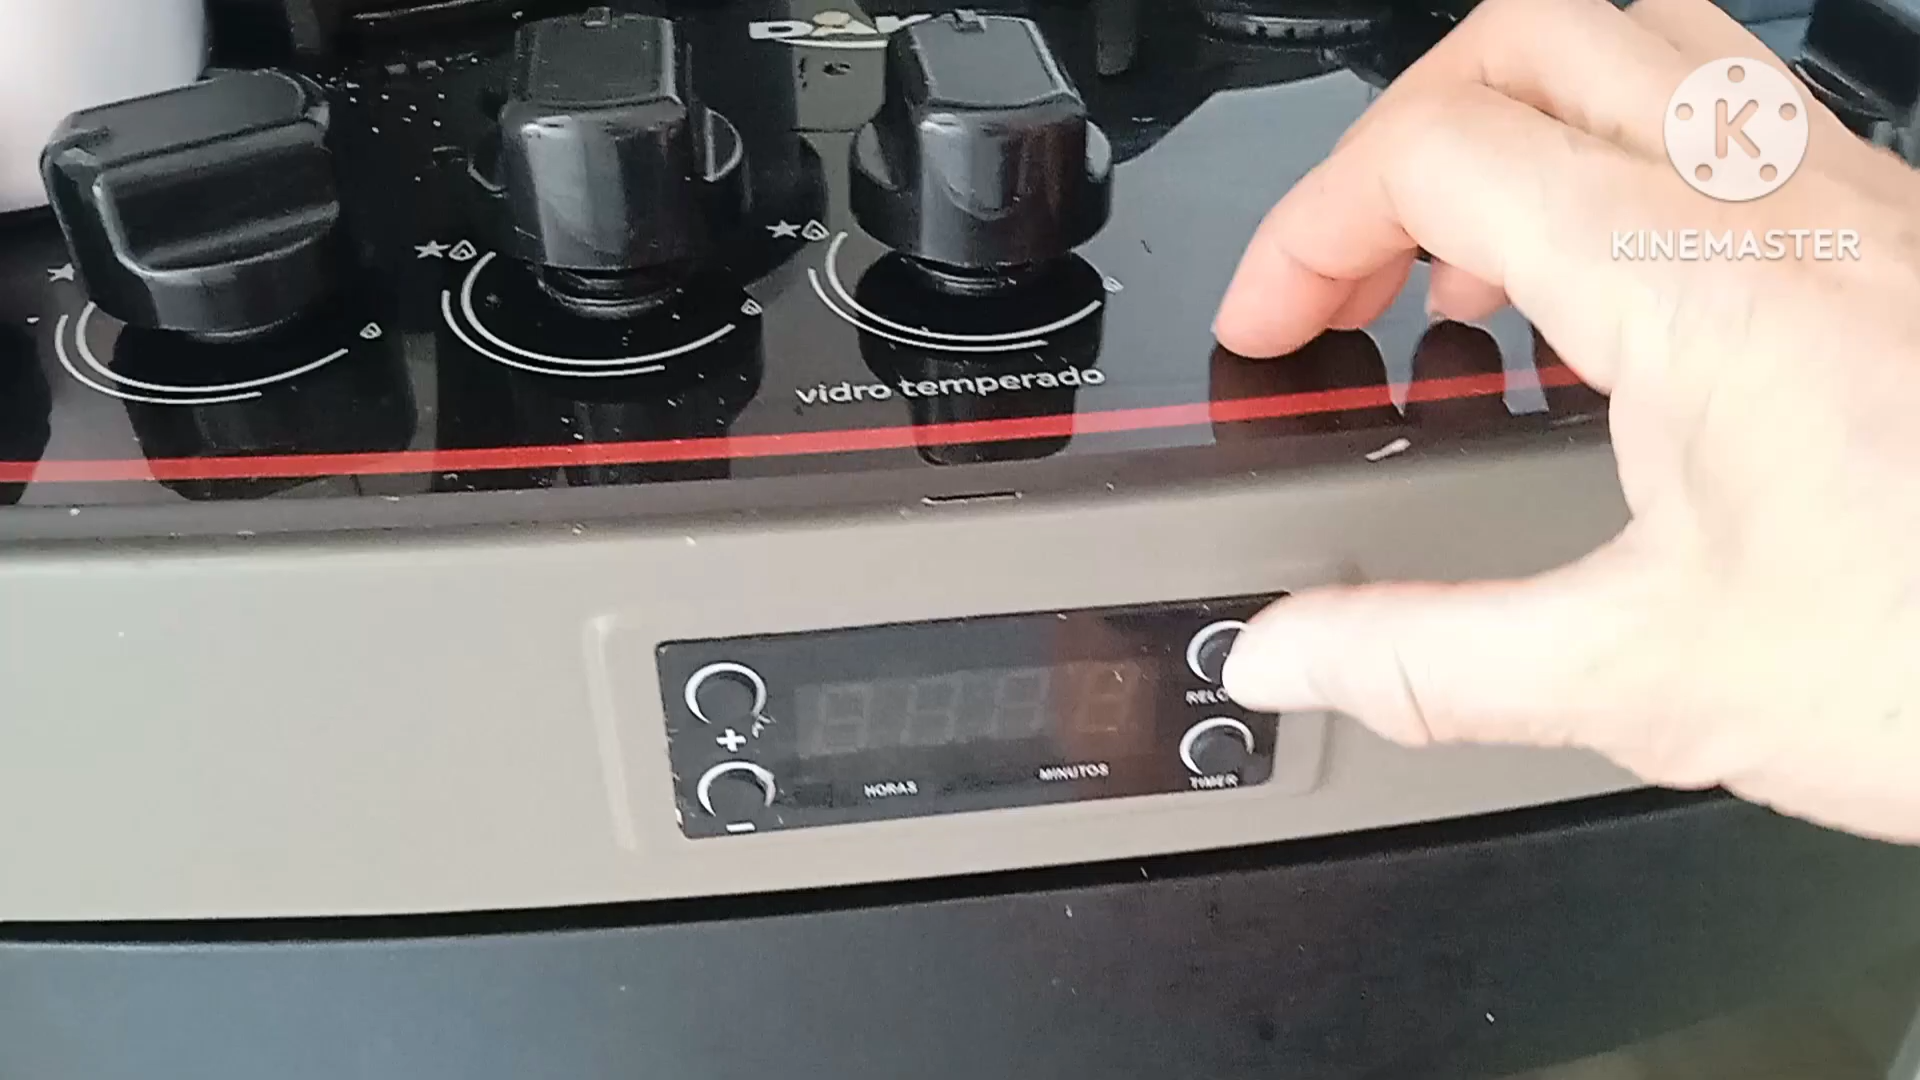 K
KINEMASTER
vidro temperado
+
HORAS
MINUTOS
TIMER
-